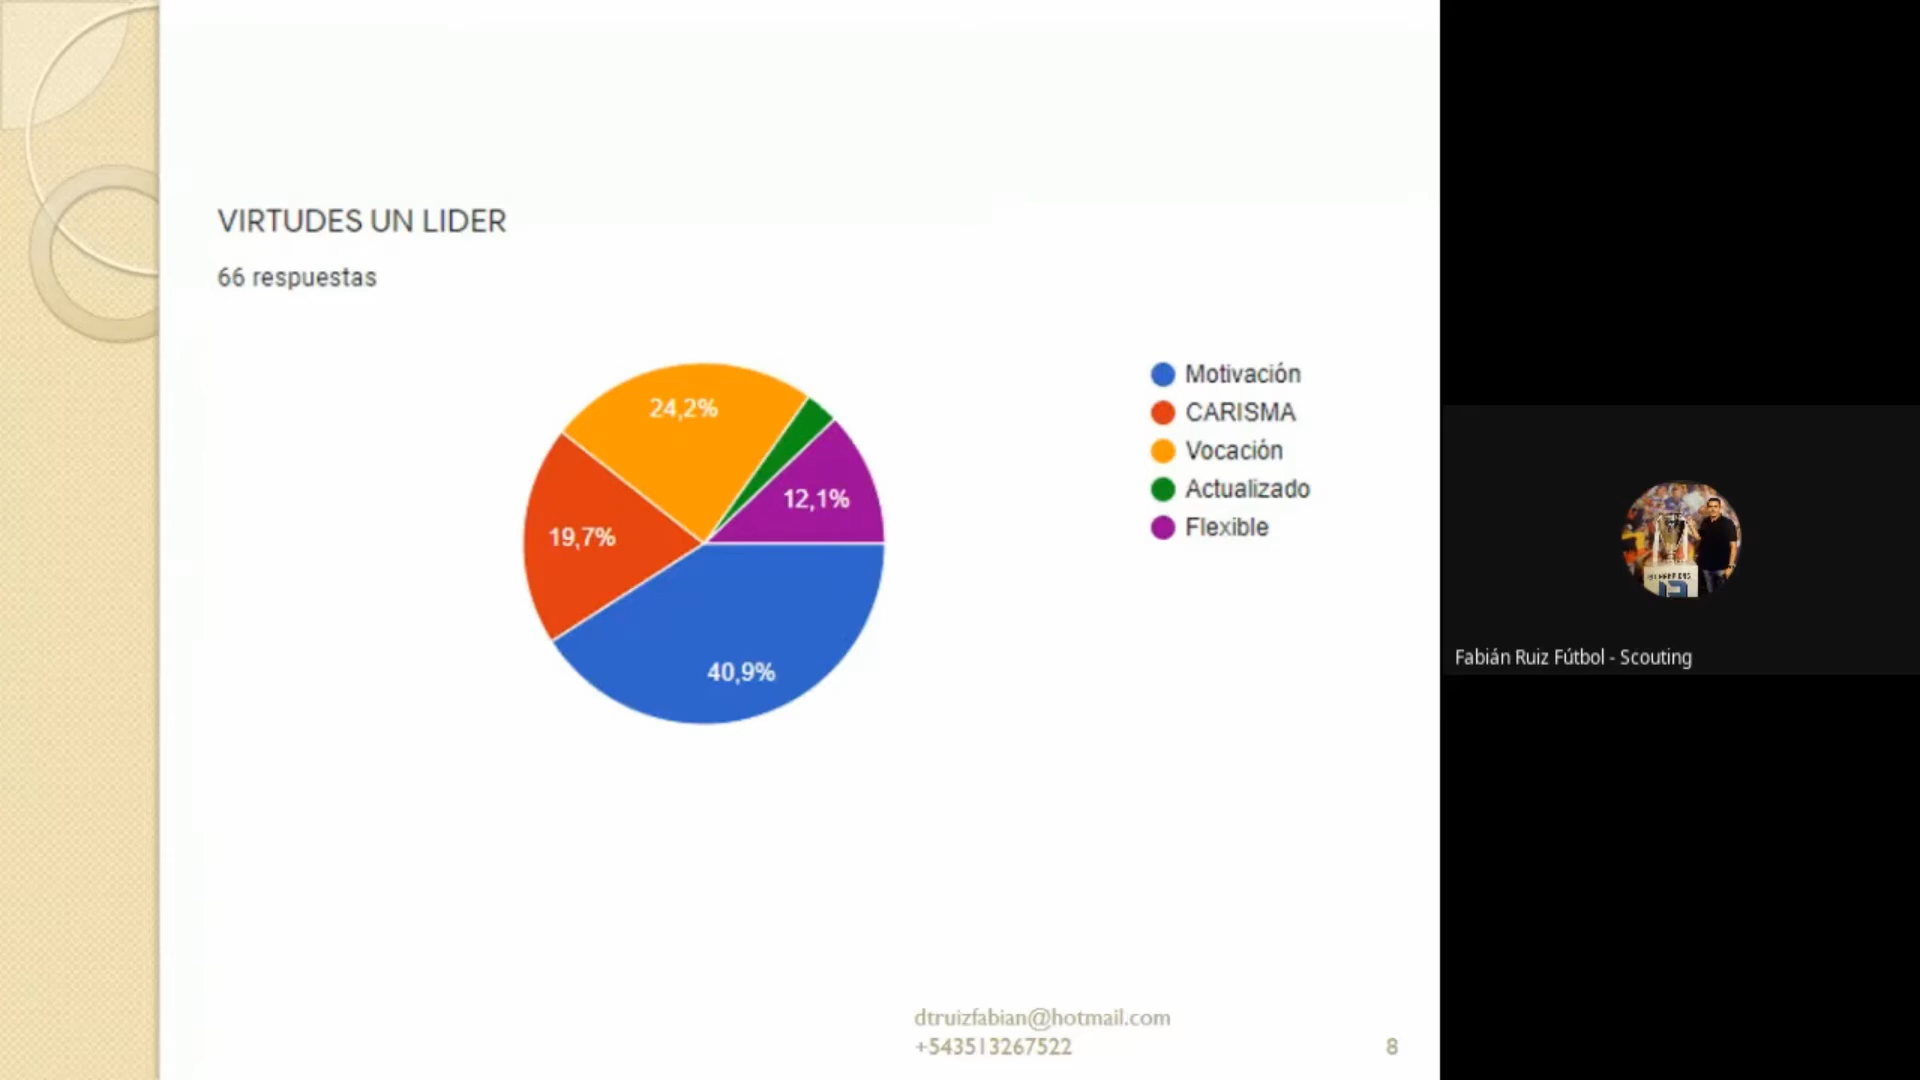 VIRTUDES UN LIDER
66 respuestas
24,2%
12,1%
19,7%
40,9%
Motivación
CARISMA
Vocación
Actualizado
Flexible
Fabián Ruiz Fútbol - Scouting
dtruizfabian@hotmail.com
+543513267522
8